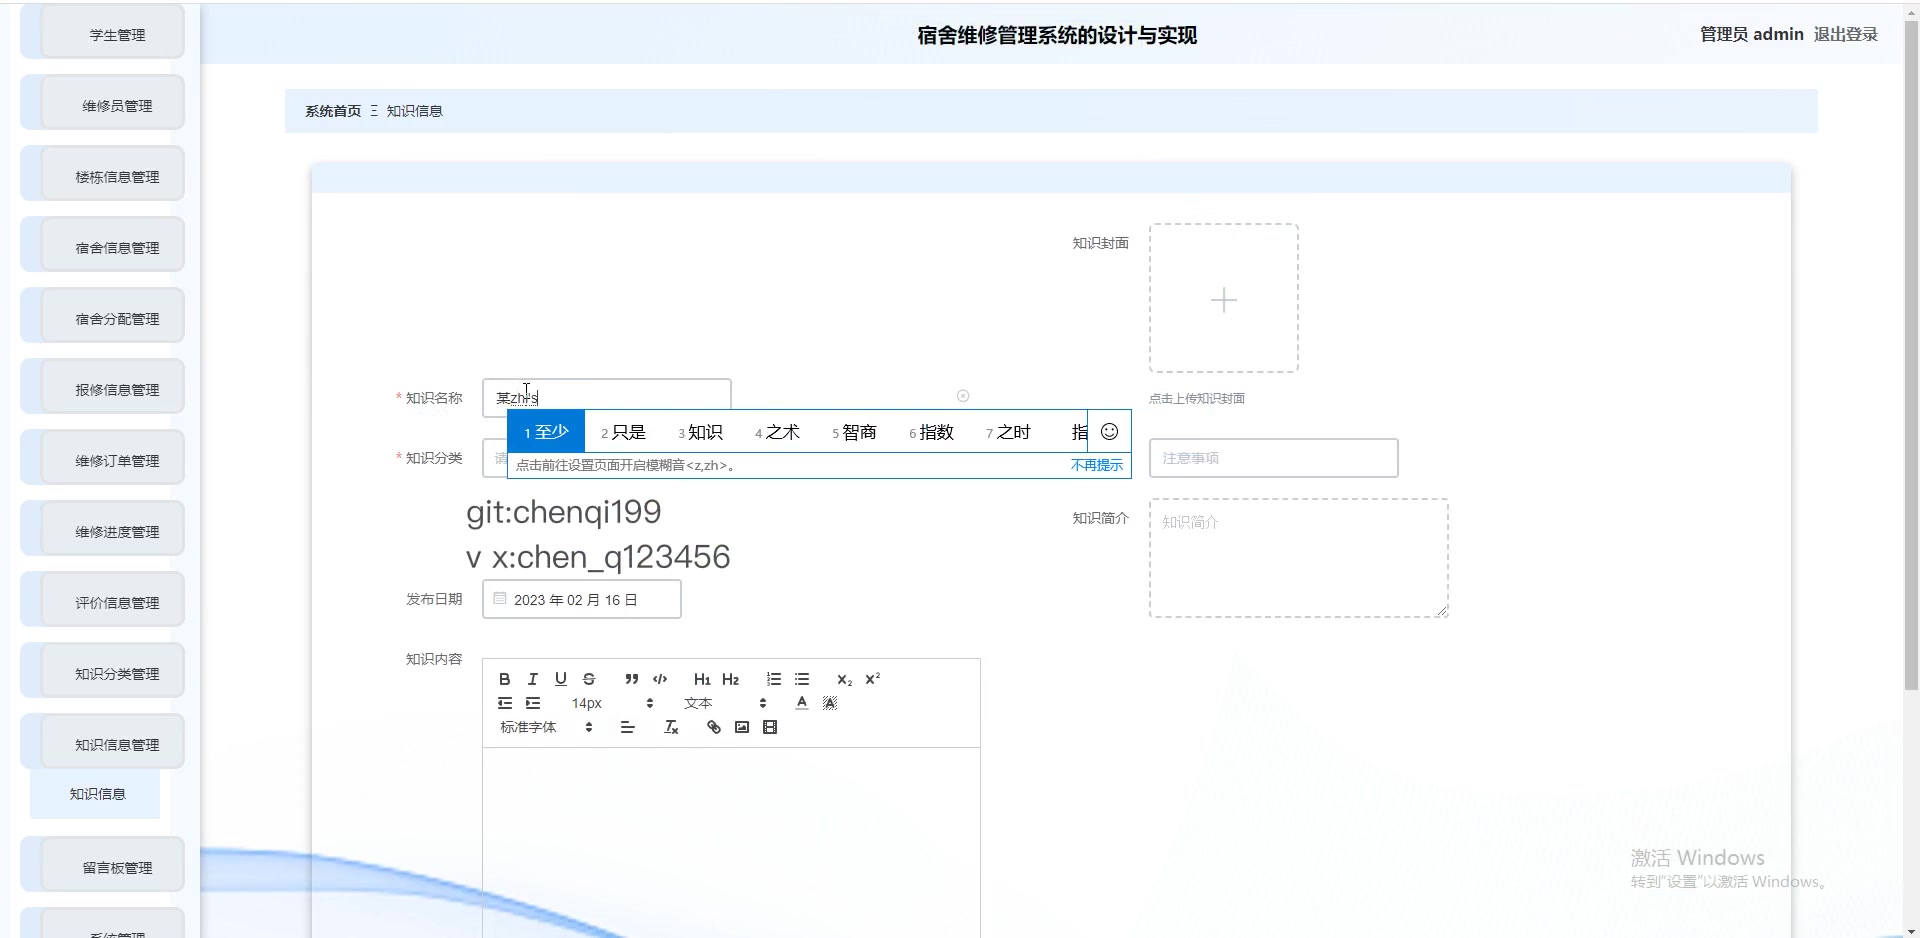 学生管理
维修员管理
楼栋信息管理
宿舍信息管理
宿舍分配管理
报修信息管理
维修订单管理
维修进度管理
评价信息管理
知识分类管理
知识信息管理
知识信息
留言板管理
系统管理
宿舍维修管理系统的设计与实现
管理员 admin 退出登录
系统首页 Ξ 知识信息
知识封面
点击上传知识封面
* 知识名称 某zhi's
1 至少 2 只是 3 知识 4 之术 5 智商 6 指数 7 之时 指
点击前往设置页面开启模糊音<z,zh>。 不再提示
* 知识分类 请
注意事项
git:chenqi199
v x:chen_q123456
知识简介 知识简介
发布日期 2023 年 02 月 16 日
知识内容
B I U S H1 H2 X2 X2
14px 文本 A A
标准字体
激活 Windows
转到"设置"以激活 Windows。